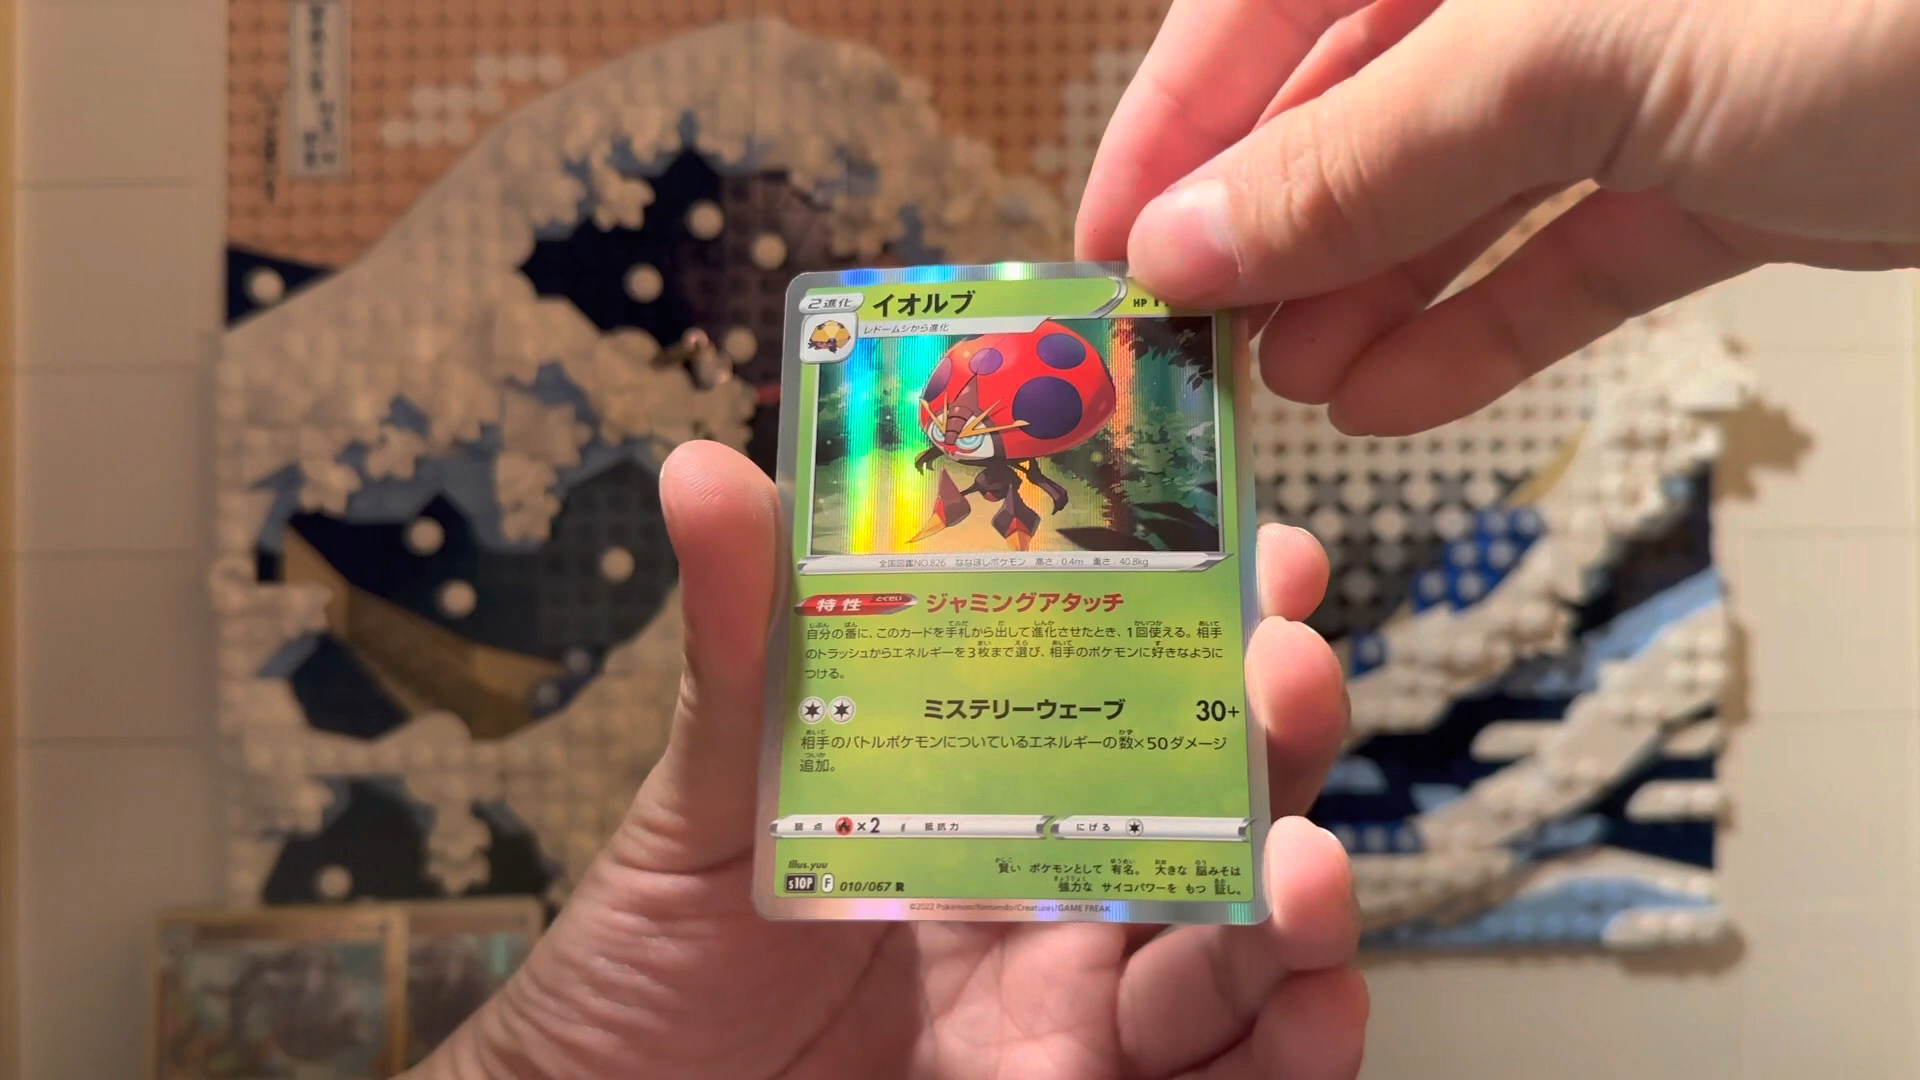 2進化 イオルブ HP
レドームシから進化
全国図鑑NO.826 ななほしポケモン 高さ:0.4m 重さ:40.8kg
特性 とくせい ジャミングアタッチ
自分の番に、このカードを手札から出して進化させたとき、1回使える。相手
のトラッシュからエネルギーを3枚まで選び、相手のポケモンに好きなように
つける。
ミステリーウェーブ 30+
相手のバトルポケモンについているエネルギーの数×50ダメージ
追加。
弱点 ×2 抵抗力 にげる
Illus.yuu
賢い ポケモンとして 有名。 大きな 脳みそは
強力な サイコパワーを もつ 証し。
s10P F 010/067 R
©2022 Pokémon/Nintendo/Creatures/GAME FREAK